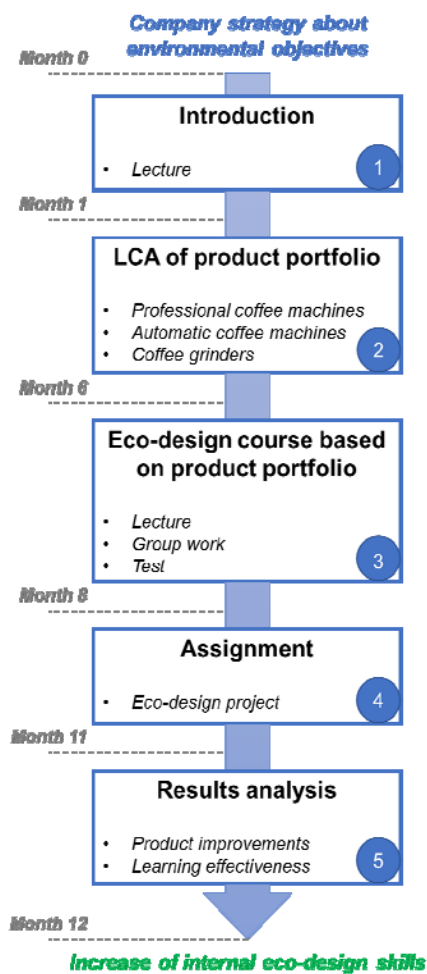 Company strategy about
environmental objectives
Month 0
Introduction
• Lecture
1
Month 1
LCA of product portfolio
• Professional coffee machines
• Automatic coffee machines
• Coffee grinders
2
Month 6
Eco-design course based
on product portfolio
• Lecture
• Group work
• Test
3
Month 8
Assignment
• Eco-design project
4
Month 11
Results analysis
• Product improvements
• Learning effectiveness
5
Month 12
Increase of internal eco-design skills